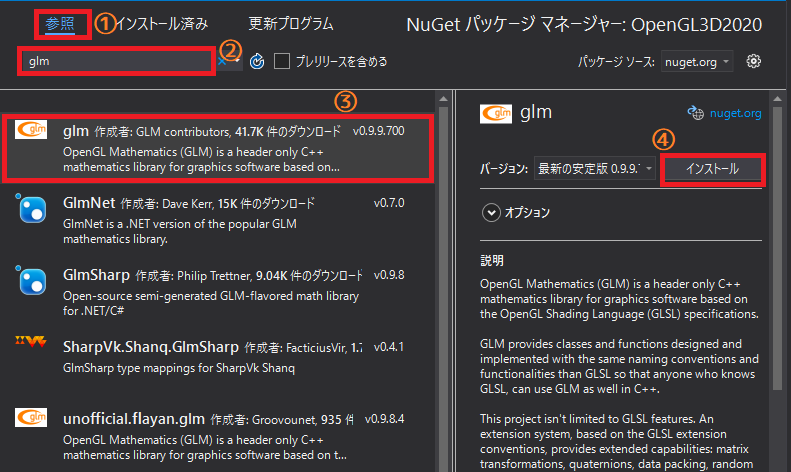 参照 ① インストール済み 更新プログラム NuGet パッケージ マネージャー: OpenGL3D2020
glm ② プレリリースを含める パッケージ ソース: nuget.org
③
glm 作成者: GLM contributors, 41.7K 件のダウンロード v0.9.9.700
OpenGL Mathematics (GLM) is a header only C++
mathematics library for graphics software based on...
GlmNet 作成者: Dave Kerr, 15K 件のダウンロード v0.7.0
GlmNet is a .NET version of the popular GLM
mathematics library.
GlmSharp 作成者: Philip Trettner, 9.04K 件のダウンロード v0.9.8
Open-source semi-generated GLM-flavored math library
for .NET/C#
SharpVk.Shanq.GlmSharp 作成者: FacticiusVir, 1.7 v0.4.1
GlmSharp type mappings for SharpVk Shanq
glm
unofficial.flayan.glm 作成者: Groovounet, 935 件 v0.9.8.4
OpenGL Mathematics (GLM) is a header only C++
mathematics library for graphics software based on t...
glm glm nuget.org
④
バージョン: 最新の安定版 0.9.9. インストール
オプション
説明
OpenGL Mathematics (GLM) is a header only C++
mathematics library for graphics software based on
the OpenGL Shading Language (GLSL) specifications.
GLM provides classes and functions designed and
implemented with the same naming conventions and
functionalities than GLSL so that anyone who knows
GLSL, can use GLM as well in C++.
This project isn't limited to GLSL features. An
extension system, based on the GLSL extension
conventions, provides extended capabilities: matrix
transformations, quaternions, data packing, random